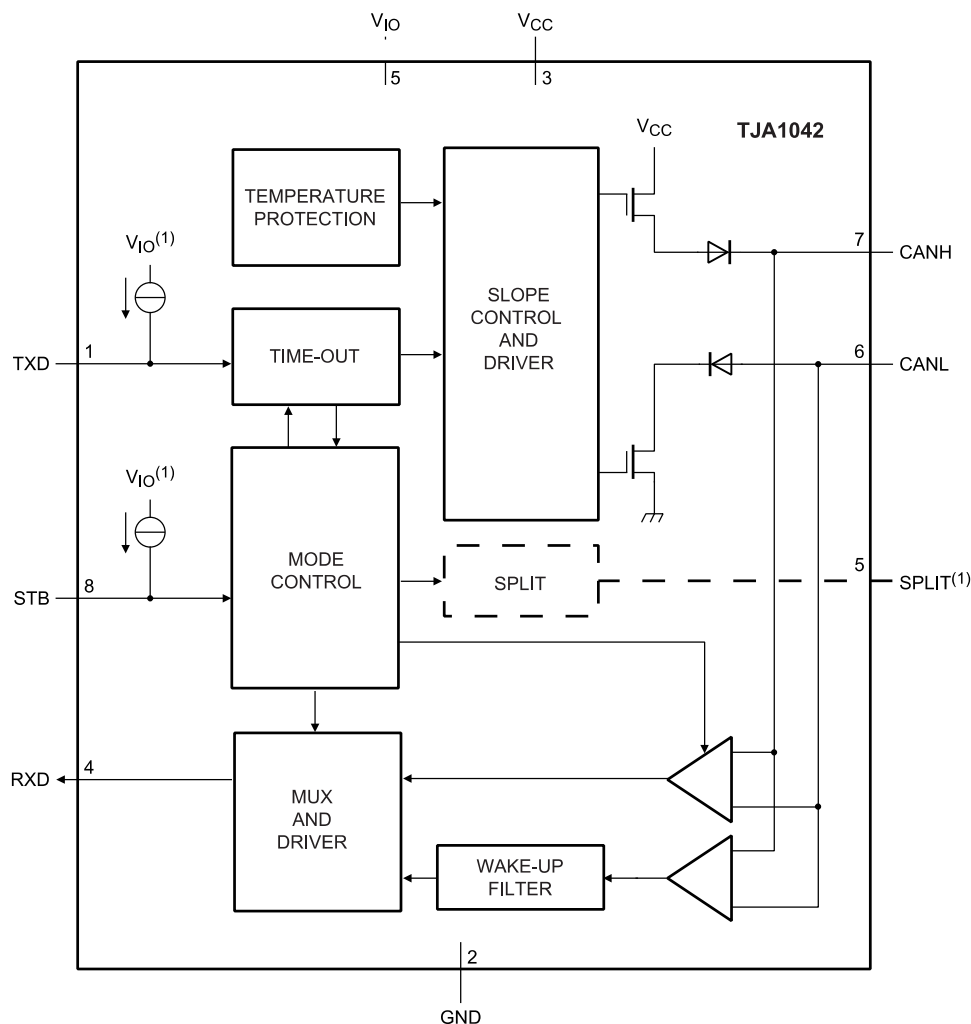 VIO
VCC
5
3
TJA1042
VCC
TEMPERATURE
PROTECTION
VIO(1)
7
CANH
SLOPE
CONTROL
AND
DRIVER
TXD
1
TIME-OUT
6
CANL
VIO(1)
MODE
CONTROL
SPLIT
5
SPLIT(1)
STB
8
RXD
4
MUX
AND
DRIVER
WAKE-UP
FILTER
2
GND